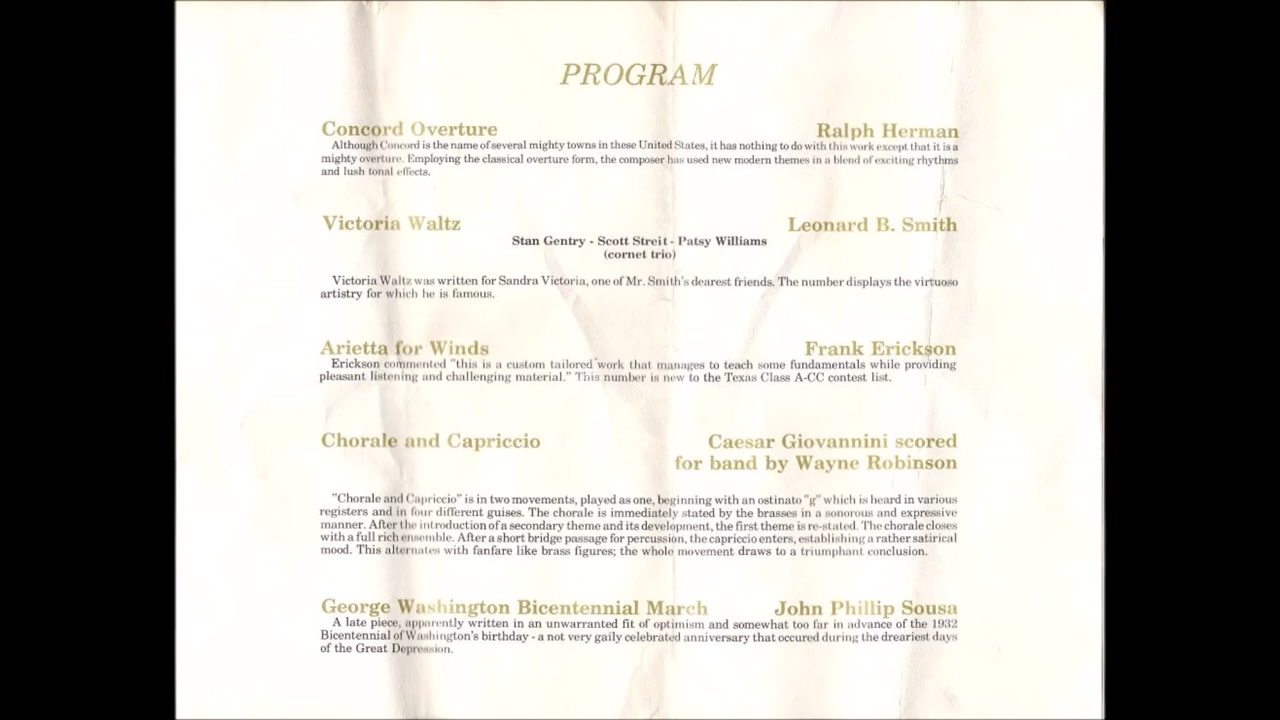 PROGRAM
Concord Overture Ralph Herman
Although Concord is the name of several mighty towns in these United States, it has nothing to do with this work except that it is a
mighty overture. Employing the classical overture form, the composer has used new modern themes in a blend of exciting rhythms
and lush tonal effects.
Victoria Waltz Leonard B. Smith
Stan Gentry - Scott Streit - Patsy Williams
(cornet trio)
Victoria Waltz was written for Sandra Victoria, one of Mr. Smith's dearest friends. The number displays the virtuoso
artistry for which he is famous.
Arietta for Winds Frank Erickson
Erickson commented "this is a custom tailored work that manages to teach some fundamentals while providing
pleasant listening and challenging material." This number is new to the Texas Class A-CC contest list.
Chorale and Capriccio Caesar Giovannini scored
for band by Wayne Robinson
"Chorale and Capriccio" is in two movements, played as one, beginning with an ostinato "g" which is heard in various
registers and in four different guises. The chorale is immediately stated by the brasses in a sonorous and expressive
manner. After the introduction of a secondary theme and its development, the first theme is re-stated. The chorale closes
with a full rich ensemble. After a short bridge passage for percussion, the capriccio enters, establishing a rather satirical
mood. This alternates with fanfare like brass figures; the whole movement draws to a triumphant conclusion.
George Washington Bicentennial March John Phillip Sousa
A late piece, apparently written in an unwarranted fit of optimism and somewhat too far in advance of the 1932
Bicentennial of Washington's birthday - a not very gaily celebrated anniversary that occured during the dreariest days
of the Great Depression.